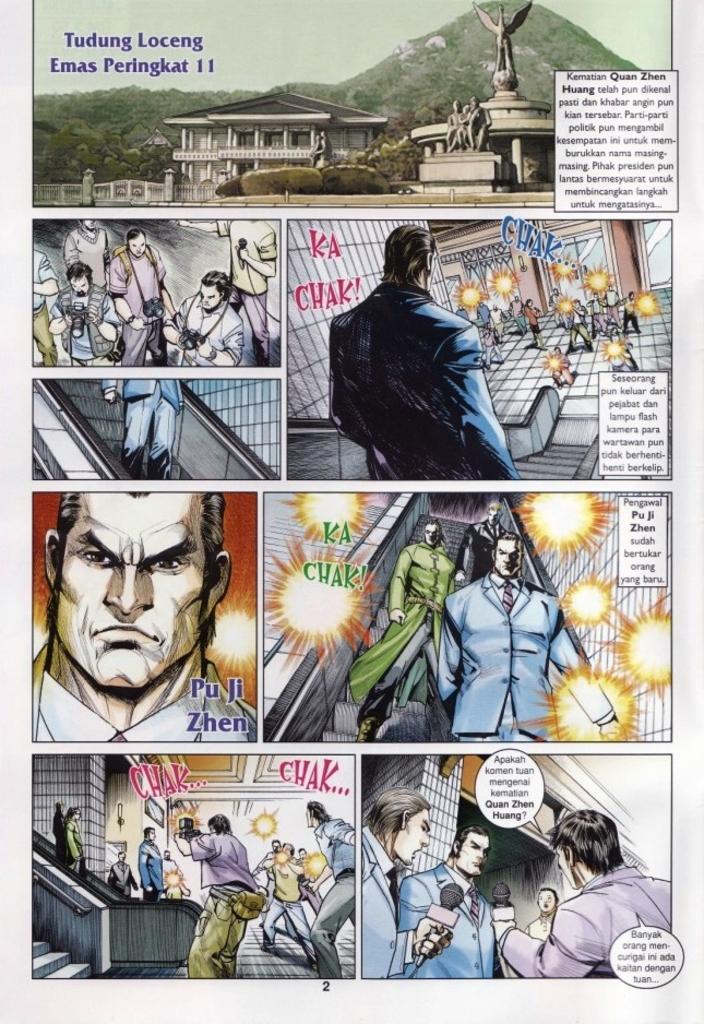 Tudung Loceng
Emas Peringkat 11
Kematian Quan Zhen
Huang telah pun dikenal
pasti dan khabar angin pun
kian tersebar. Parti-parti
politik pun mengambil
kesempatan ini untuk mem-
burukkan nama masing-
masing. Pihak presiden pun
lantas bermesyuarat untuk
membincangkan langkah
untuk mengatasinya...
KA
CHAK!
CHAK...
Seseorang
pun keluar dari
pejabat dan
lampu flash
kamera para
wartawan pun
tidak berhenti-
henti berkelip.
Pu Ji
Zhen
KA
CHAK!
Pengawal
Pu Ji
Zhen
sudah
bertukar
orang
yang baru.
CHAK...
CHAK...
Apakah
komen tuan
mengenai
kematian
Quan Zhen
Huang?
Banyak
orang men-
curigai ini ada
kaitan dengan
tuan...
2